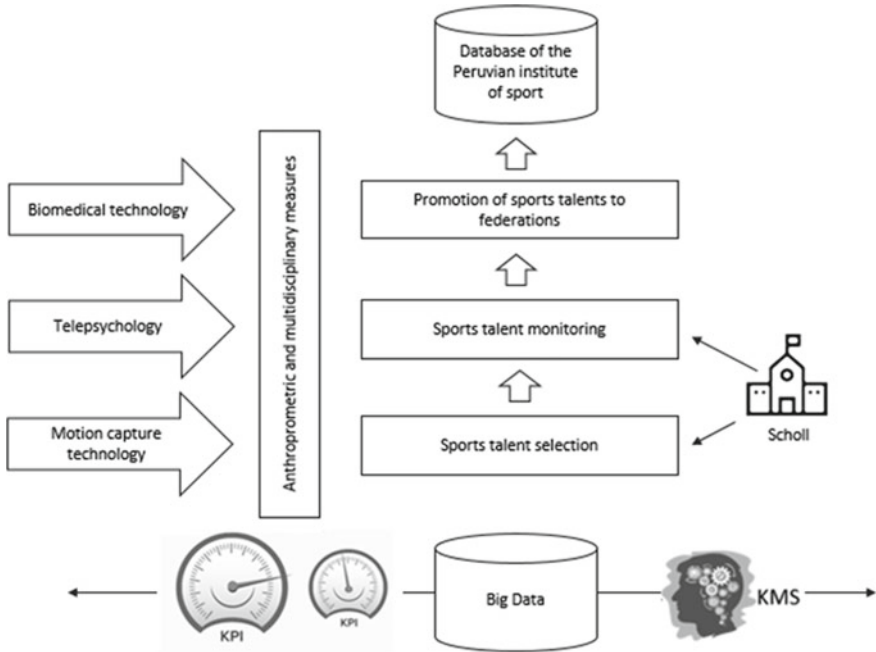 Database of the
Peruvian institute
of sport
Biomedical technology
Telepsychology
Motion capture
technology
Anthroprometric and multidisciplinary measures
Promotion of sports talents to
federations
Sports talent monitoring
Sports talent selection
Scholl
KPI
KPI
Big Data
KMS